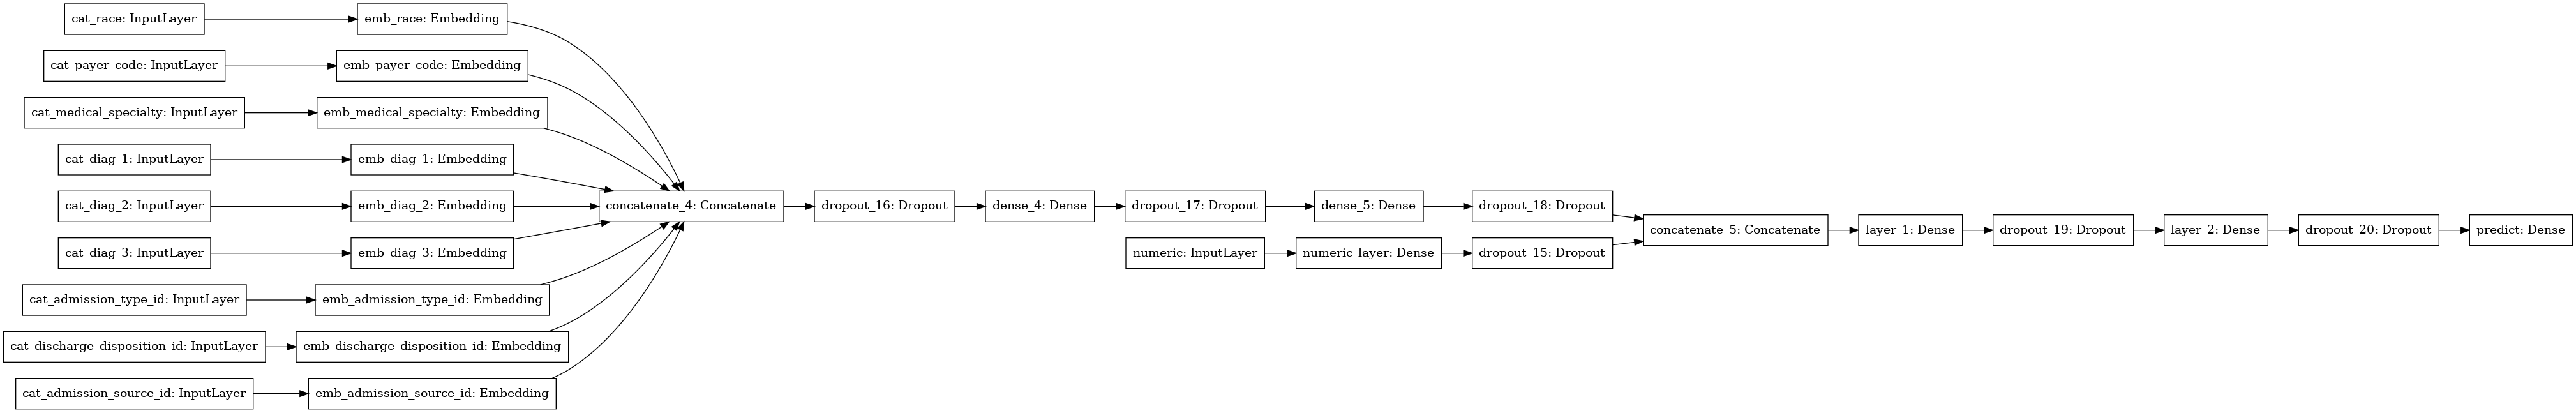 cat_race: InputLayer
emb_race: Embedding
cat_payer_code: InputLayer
emb_payer_code: Embedding
cat_medical_specialty: InputLayer
emb_medical_specialty: Embedding
cat_diag_1: InputLayer
emb_diag_1: Embedding
cat_diag_2: InputLayer
emb_diag_2: Embedding
concatenate_4: Concatenate
dropout_16: Dropout
dense_4: Dense
dropout_17: Dropout
dense_5: Dense
dropout_18: Dropout
concatenate_5: Concatenate
layer_1: Dense
dropout_19: Dropout
layer_2: Dense
dropout_20: Dropout
predict: Dense
cat_diag_3: InputLayer
emb_diag_3: Embedding
numeric: InputLayer
numeric_layer: Dense
dropout_15: Dropout
cat_admission_type_id: InputLayer
emb_admission_type_id: Embedding
cat_discharge_disposition_id: InputLayer
emb_discharge_disposition_id: Embedding
cat_admission_source_id: InputLayer
emb_admission_source_id: Embedding